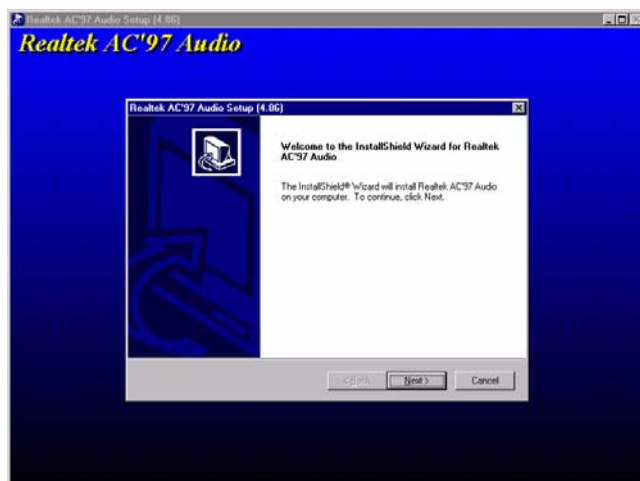 Realtek AC'97 Audio Setup (4.06)
Realtek AC'97 Audio
Realtek AC'97 Audio Setup (4.06)
Welcome to the InstallShield Wizard for Realtek
AC'97 Audio
The InstallShield® Wizard will install Realtek AC'97 Audio
on your computer. To continue, click Next.
< Back
Next >
Cancel